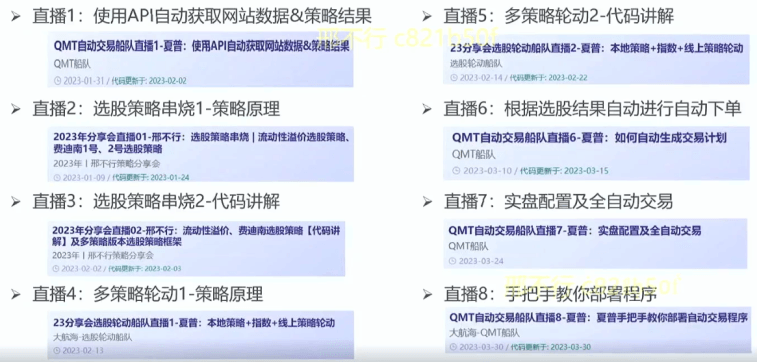 直播1：使用API自动获取网站数据&策略结果
QMT自动交易船队直播1-夏普：使用API自动获取网站数据&策略结果
QMT船队
2023-01-31 / 代码更新于: 2023-02-02
直播2：选股策略串烧1-策略原理
2023年分享会直播01-邢不行：选股策略串烧 | 流动性溢价选股策略、
费迪南1号、2号选股策略
2023年 | 邢不行策略分享会
2023-01-09 / 代码更新于: 2023-01-24
直播3：选股策略串烧2-代码讲解
2023年分享会直播02-邢不行：流动性溢价、费迪南选股策略【代码讲
解】及多策略版本选股策略框架
2023年 | 邢不行策略分享会
2023-02-02 / 代码更新于: 2023-02-03
直播4：多策略轮动1-策略原理
23分享会选股轮动船队直播1-夏普：本地策略+指数+线上策略轮动
大航海-选股轮动船队
2023-02-13
直播5：多策略轮动2-代码讲解
23分享会选股轮动船队直播2-夏普：本地策略+指数+线上策略轮动
选股轮动船队
2023-02-14 / 代码更新于: 2023-02-22
直播6：根据选股结果自动进行自动下单
QMT自动交易船队直播6-夏普：如何自动生成交易计划
QMT船队
2023-03-10 / 代码更新于: 2023-03-15
直播7：实盘配置及全自动交易
QMT自动交易船队直播7-夏普：实盘配置及全自动交易
QMT船队
2023-03-24
直播8：手把手教你部署程序
QMT自动交易船队直播8-夏普：夏普手把手教你部署自动交易程序
大航海-QMT船队
2023-03-30 / 代码更新于: 2023-03-30